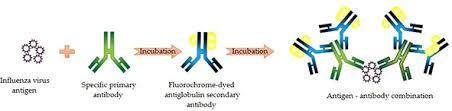 Incubation
Incubation
Influenza virus
antigen
Specific primary
antibody
Fluorochrome-dyed
antiglobulin secondary
antibody
Antigen - antibody combination